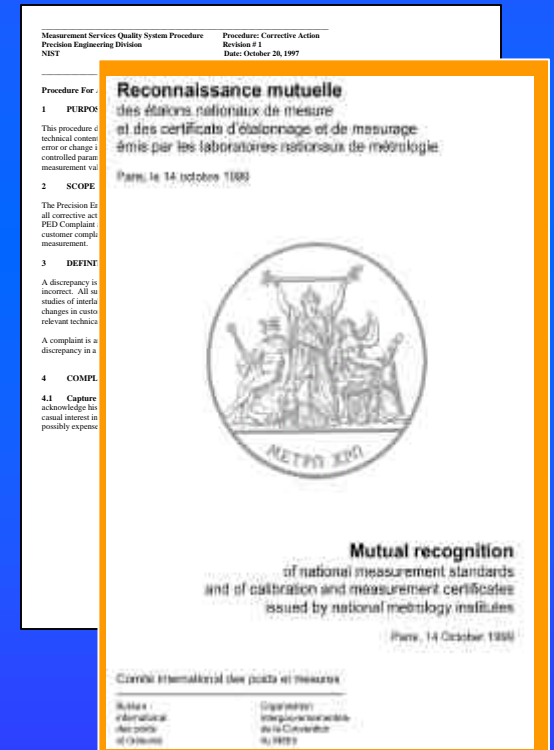 Measurement Services Quality System Procedure Procedure: Corrective Action
Precision Engineering Division Revision # 1
NIST Date: October 20, 1997
Procedure For
1 PURPOS
This procedure d
technical content
error or change i
controlled param
measurement val
2 SCOPE
The Precision En
all corrective act
PED Complaint
customer compla
measurement.
3 DEFINIT
A discrepancy is
incorrect. All su
studies of interla
changes in custo
relevant technica
A complaint is a
discrepancy in a
4 COMPL
4.1 Capture
acknowledge his
casual interest in
possibly expense
Reconnaissance mutuelle
des étalons nationaux de mesure
et des certificats d'étalonnage et de mesurage
émis par les laboratoires nationaux de métrologie
Paris, le 14 octobre 1999
ΜΕΤΡΩ ΧΡΩ
Mutual recognition
of national measurement standards
and of calibration and measurement certificates
issued by national metrology institutes
Paris, 14 October 1999
Comité international des poids et mesures
Bureau
international
des poids
et mesures
Organisation
intergouvernementale
de la Convention
du Mètre